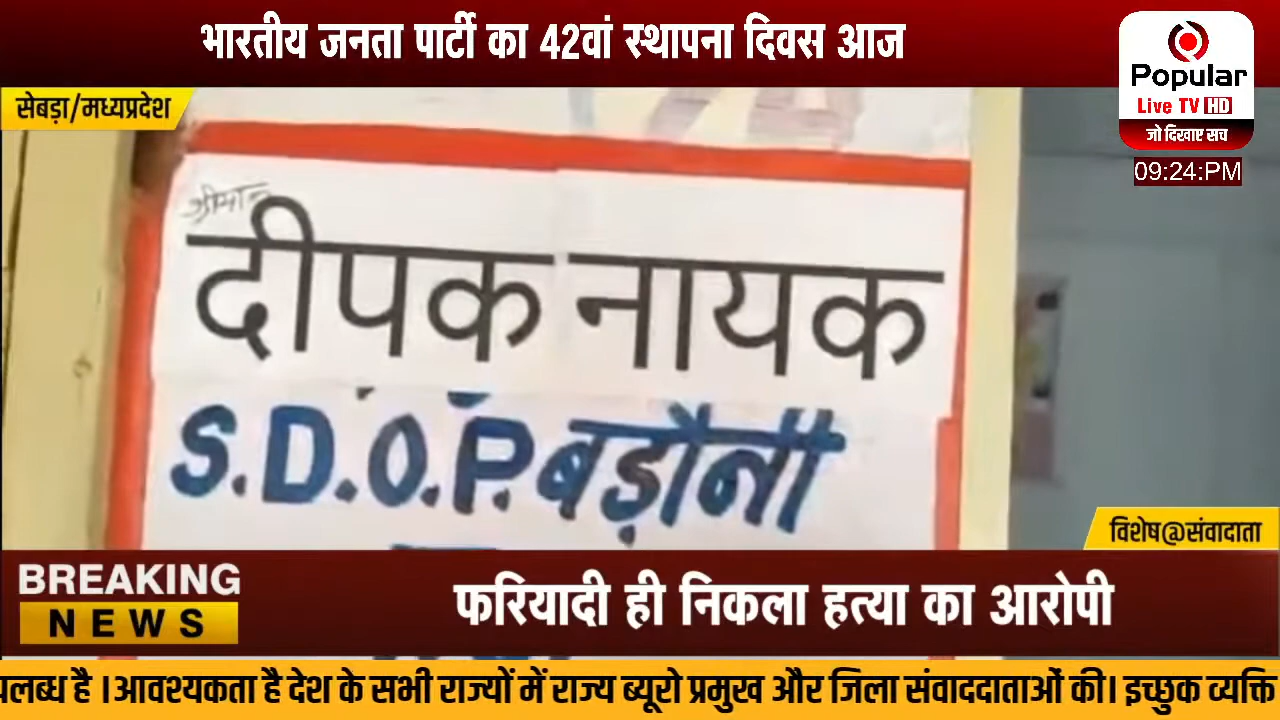 भारतीय जनता पार्टी का 42वां स्थापना दिवस आज
Popular
Live TV HD
जो दिखाए सच
09:24:PM
सेबड़ा/मध्यप्रदेश
श्रीमान
दीपक नायक
S.D.O.P. बड़ौनी
विशेष@संवादाता
BREAKING
NEWS
फरियादी ही निकला हत्या का आरोपी
पलब्ध है । आवश्यकता है देश के सभी राज्यों में राज्य ब्यूरो प्रमुख और जिला संवाददाताओं की। इच्छुक व्यक्ति